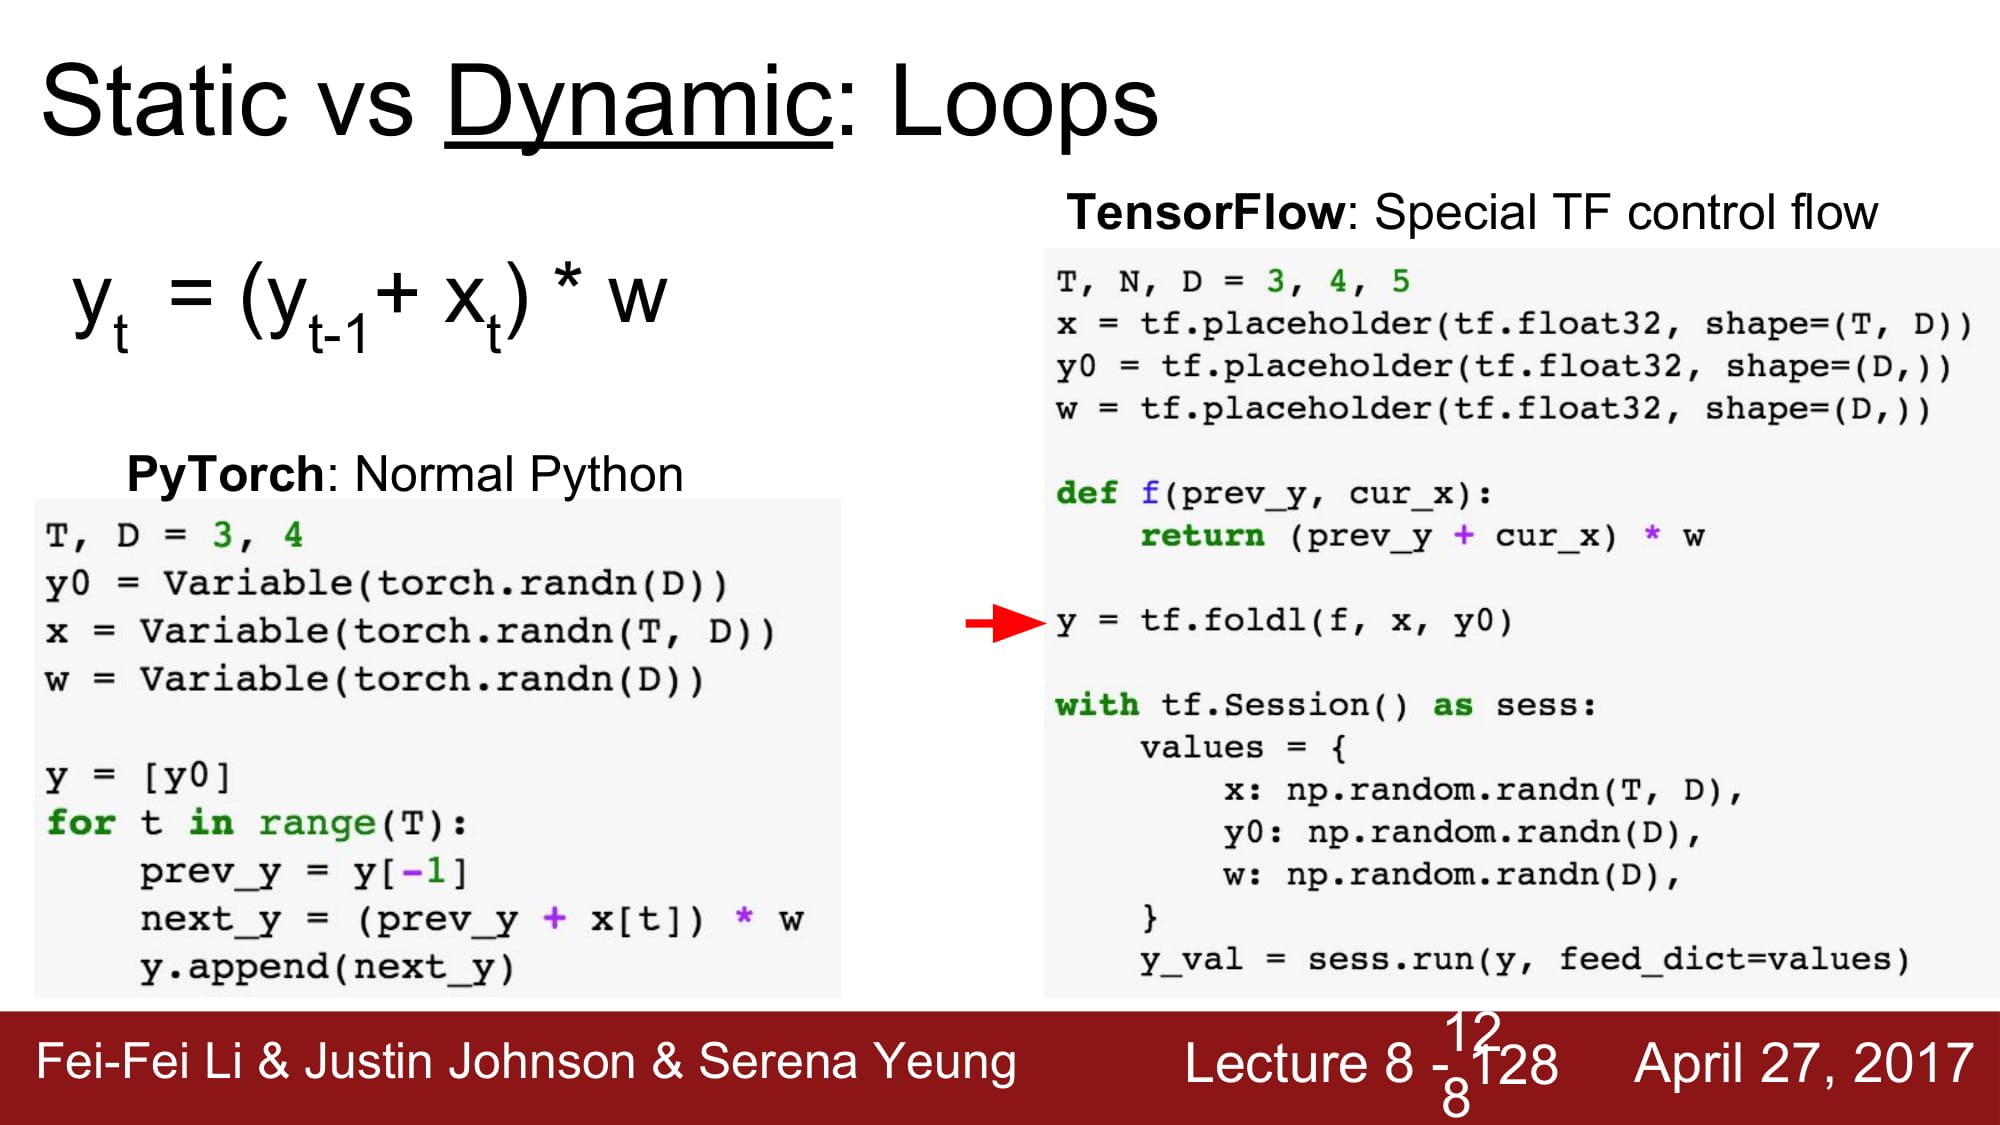 Static vs Dynamic: Loops
y_t = (y_{t-1} + x_t) * w
PyTorch: Normal Python
T, D = 3, 4
y0 = Variable(torch.randn(D))
x = Variable(torch.randn(T, D))
w = Variable(torch.randn(D))
y = [y0]
for t in range(T):
    prev_y = y[-1]
    next_y = (prev_y + x[t]) * w
    y.append(next_y)
TensorFlow: Special TF control flow
T, N, D = 3, 4, 5
x = tf.placeholder(tf.float32, shape=(T, D))
y0 = tf.placeholder(tf.float32, shape=(D,))
w = tf.placeholder(tf.float32, shape=(D,))
def f(prev_y, cur_x):
    return (prev_y + cur_x) * w
y = tf.foldl(f, x, y0)
with tf.Session() as sess:
    values = {
        x: np.random.randn(T, D),
        y0: np.random.randn(D),
        w: np.random.randn(D),
    }
    y_val = sess.run(y, feed_dict=values)
Fei-Fei Li & Justin Johnson & Serena Yeung
Lecture 8 - 128
12
8
April 27, 2017